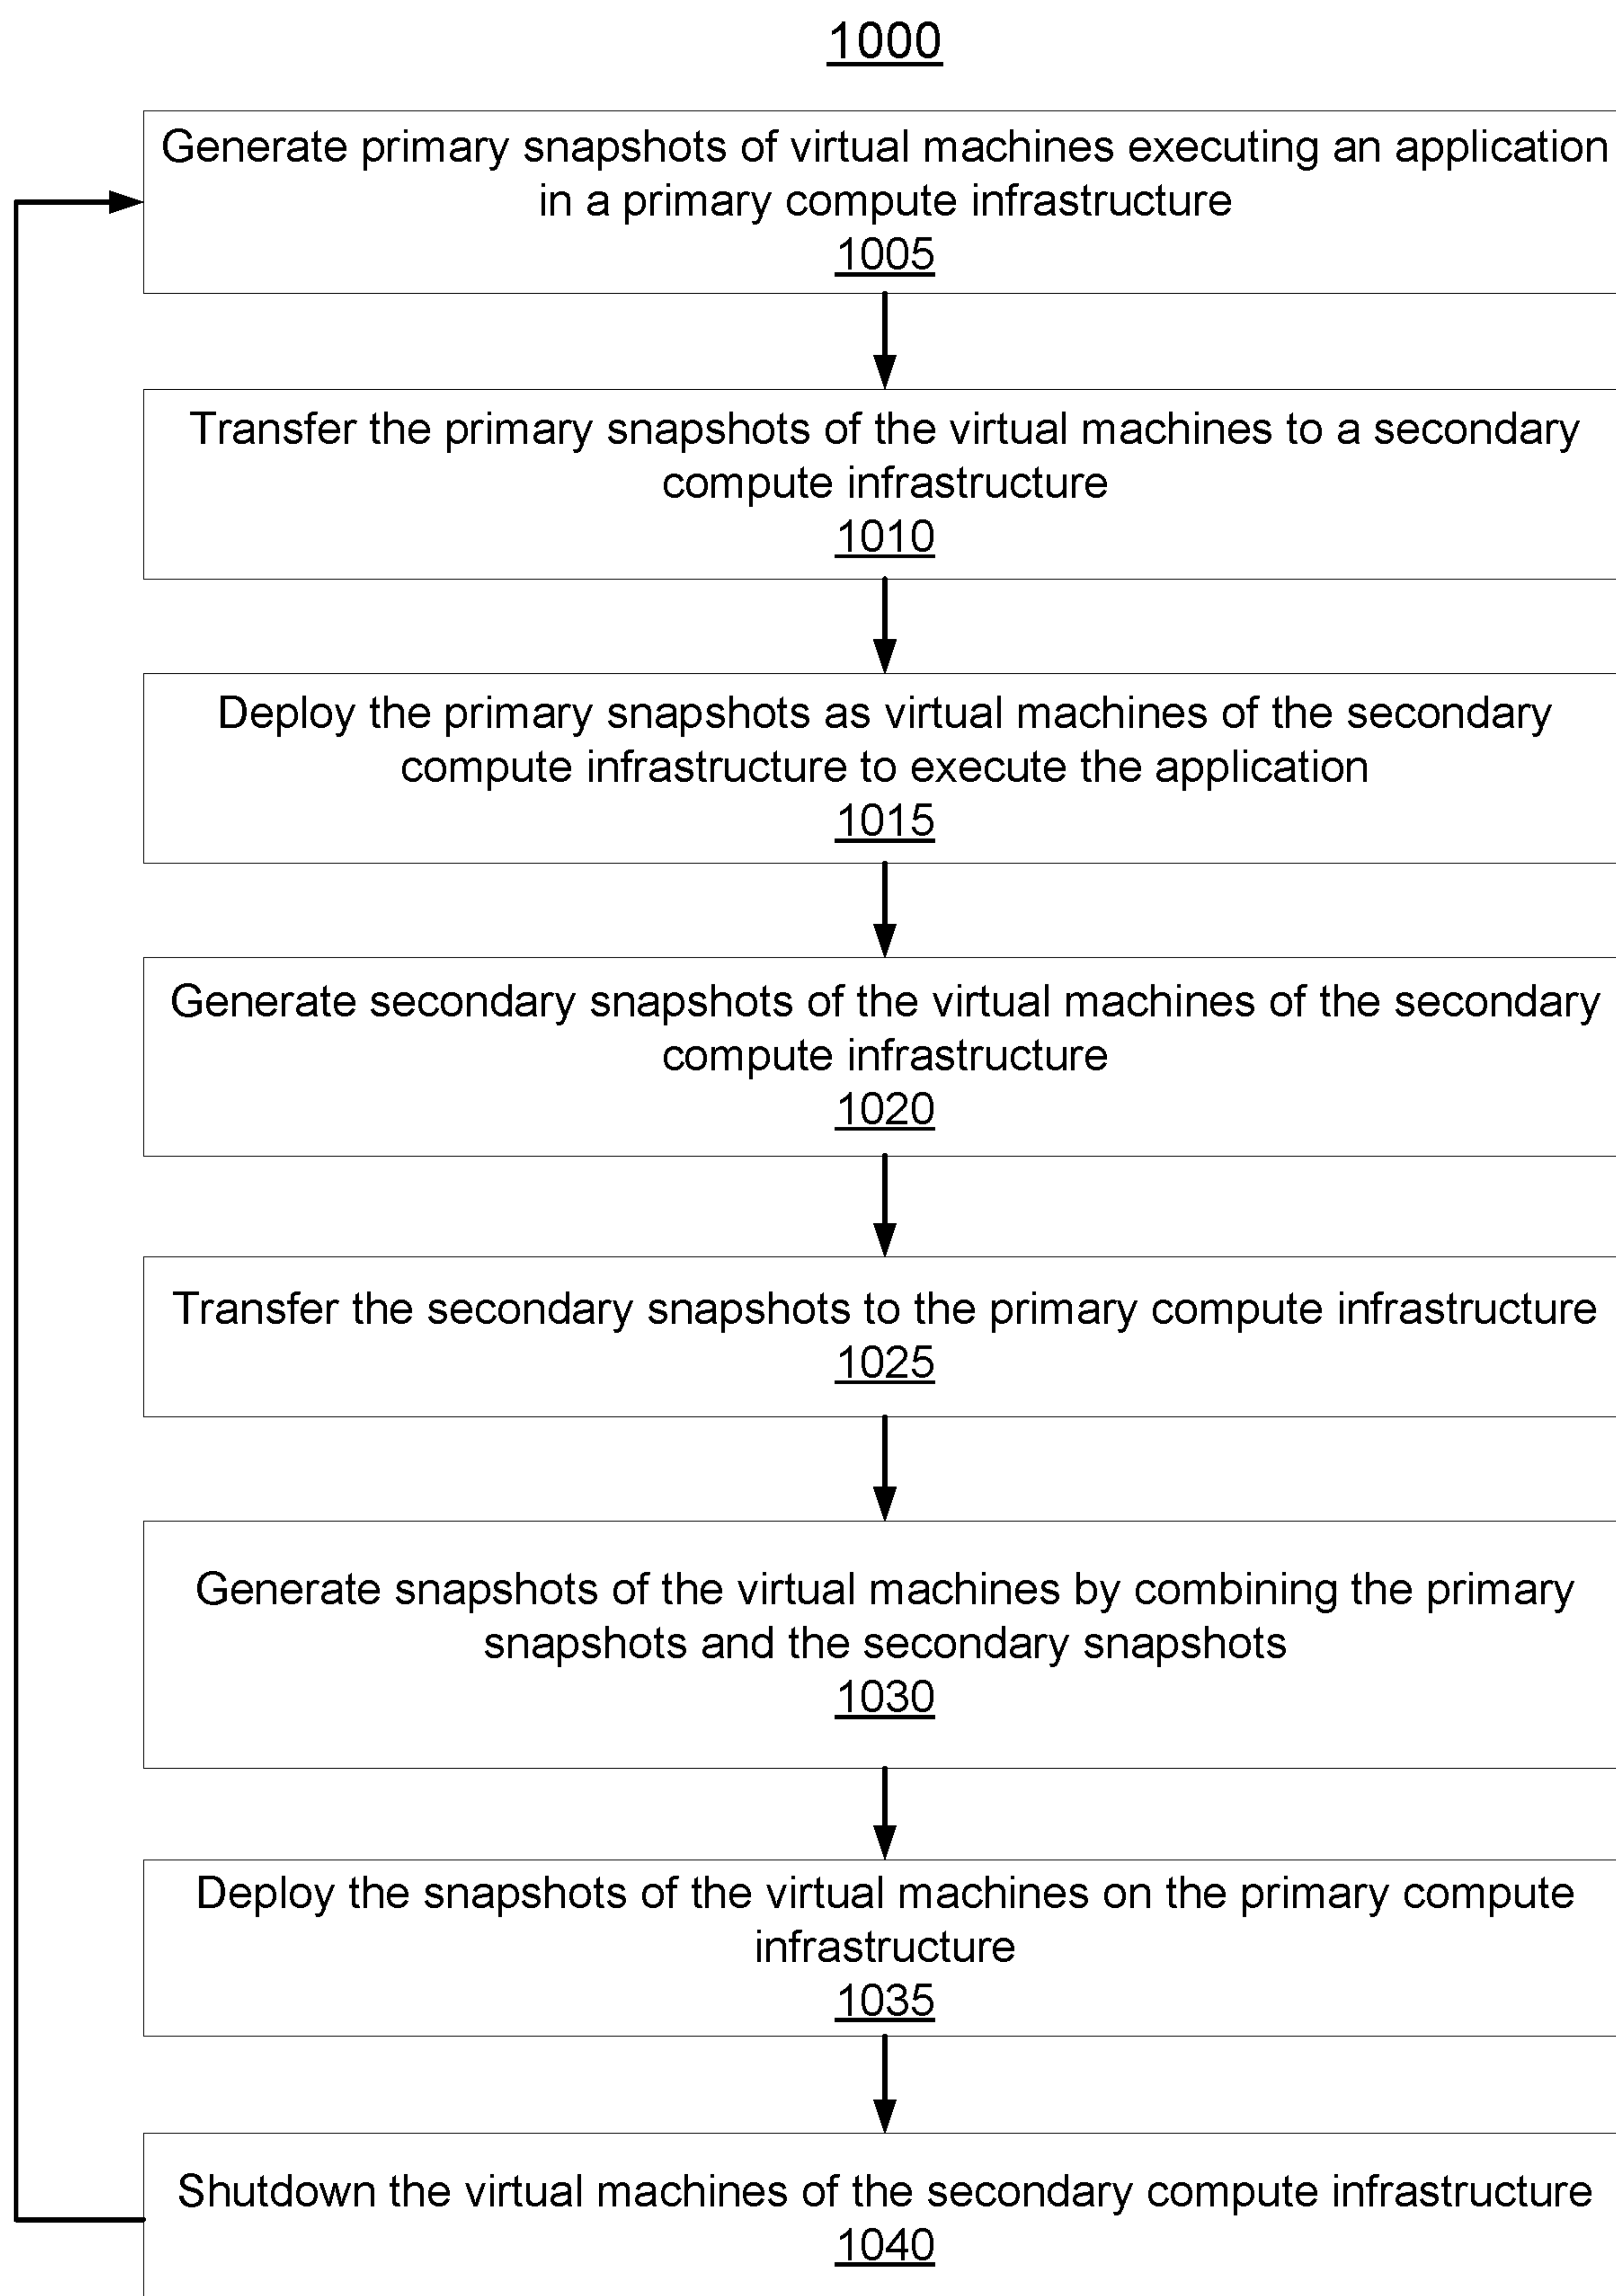 1000
Generate primary snapshots of virtual machines executing an application
in a primary compute infrastructure
1005
Transfer the primary snapshots of the virtual machines to a secondary
compute infrastructure
1010
Deploy the primary snapshots as virtual machines of the secondary
compute infrastructure to execute the application
1015
Generate secondary snapshots of the virtual machines of the secondary
compute infrastructure
1020
Transfer the secondary snapshots to the primary compute infrastructure
1025
Generate snapshots of the virtual machines by combining the primary
snapshots and the secondary snapshots
1030
Deploy the snapshots of the virtual machines on the primary compute
infrastructure
1035
Shutdown the virtual machines of the secondary compute infrastructure
1040